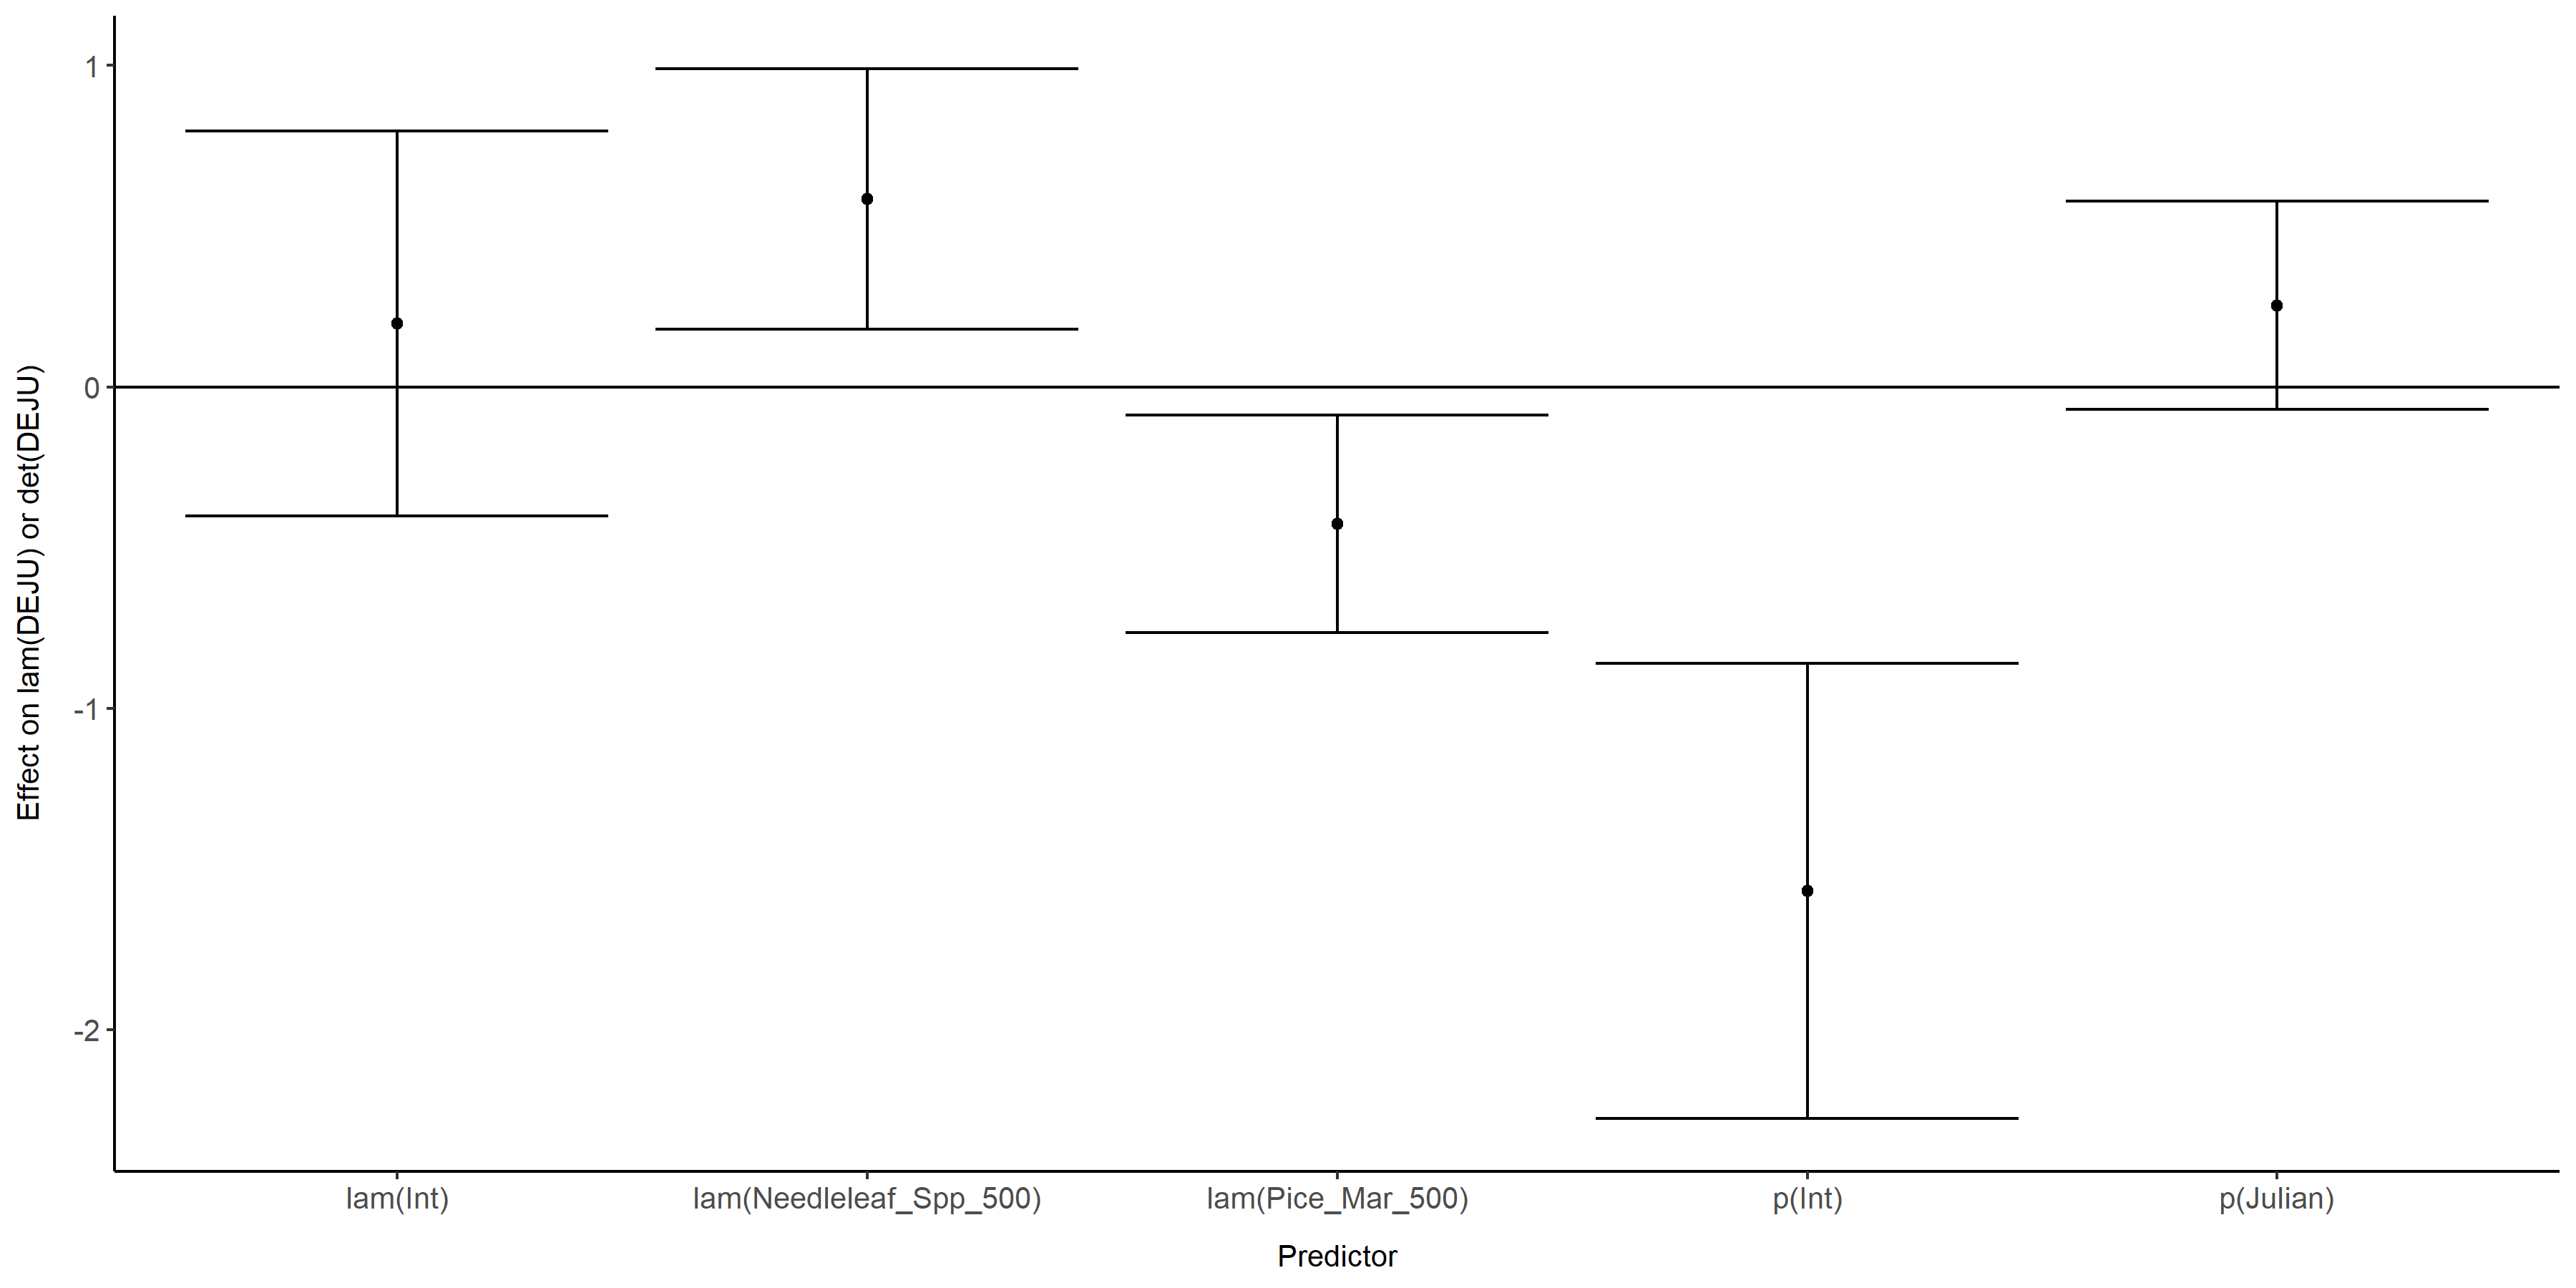 Effect on lam(DEJU) or det(DEJU)
1
0
-1
-2
lam(Int)
lam(Needleleaf_Spp_500)
lam(Pice_Mar_500)
p(Int)
p(Julian)
Predictor